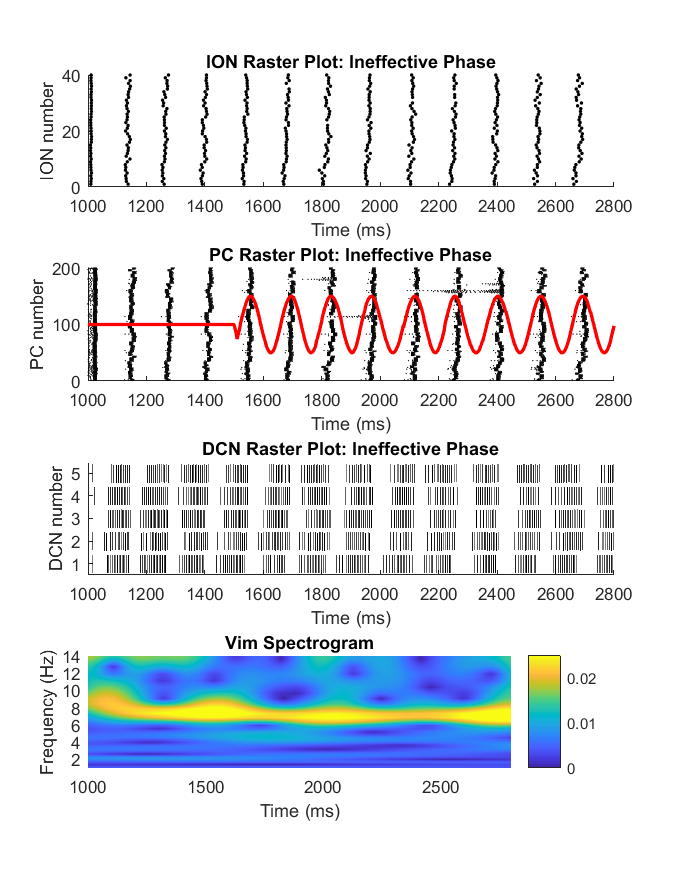 ION Raster Plot: Ineffective Phase
40
20
0
ION number
1000 1200 1400 1600 1800 2000 2200 2400 2600 2800
Time (ms)
PC Raster Plot: Ineffective Phase
200
100
0
PC number
1000 1200 1400 1600 1800 2000 2200 2400 2600 2800
Time (ms)
DCN Raster Plot: Ineffective Phase
5
4
3
2
1
DCN number
1000 1200 1400 1600 1800 2000 2200 2400 2600 2800
Time (ms)
Vim Spectrogram
14
12
10
8
6
4
2
Frequency (Hz)
0.02
0.01
0
1000 1500 2000 2500
Time (ms)